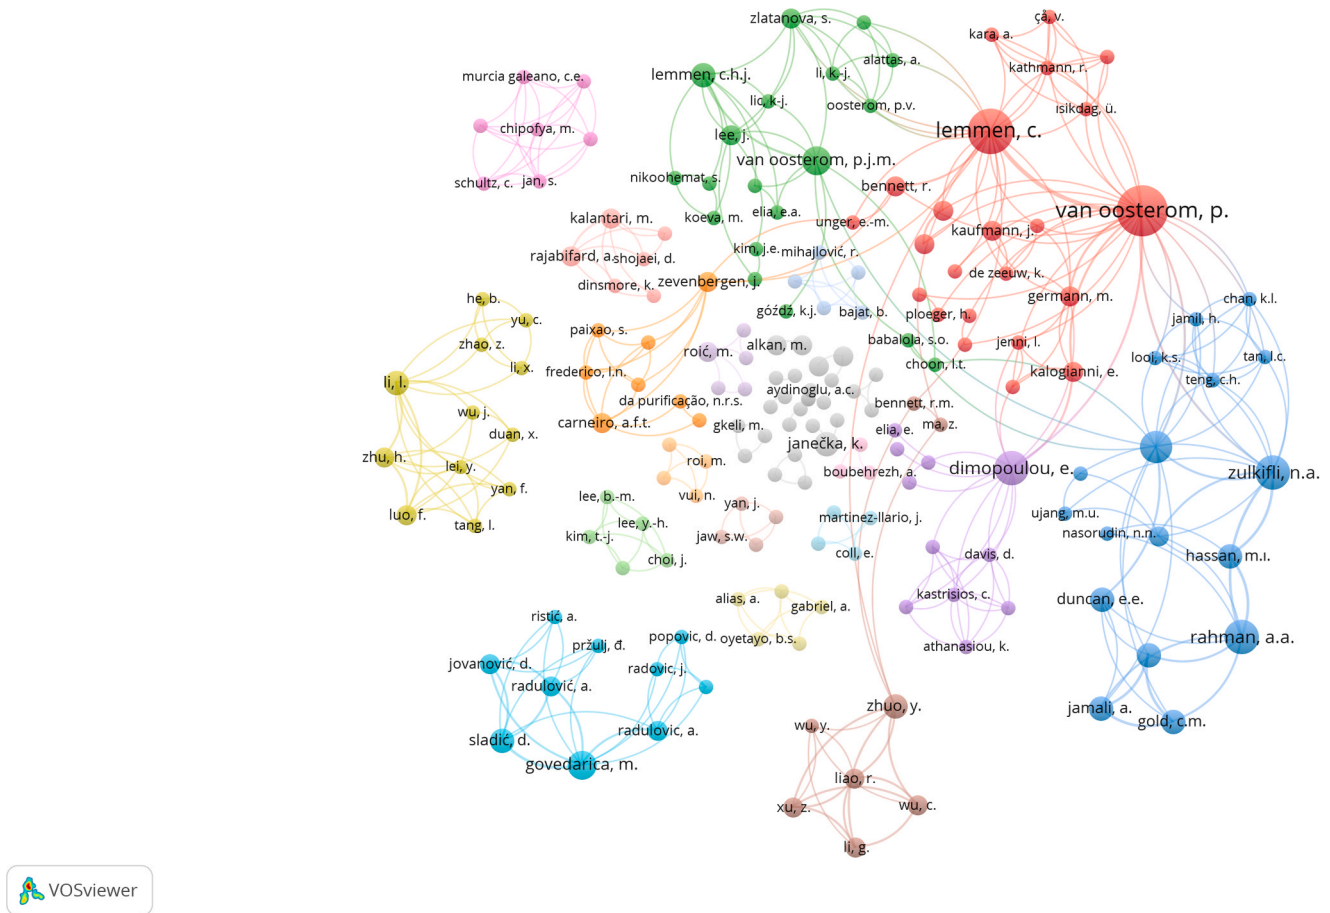 çå, v.
zlatanova, s.
kara, a.
alattas, a.
kathmann, r.
lemmen, c.h.j.
li, k.-j.
murcia galeano, c.e.
lic, k-j.
oosterom, p.v.
ısikdag, ü.
chipofya, m.
lee, j.
lemmen, c.
van oosterom, p.j.m.
nikoohemat, s.
schultz, c.
jan, s.
bennett, r.
van oosterom, p.
kalantari, m.
koeva, m.
elia, e.a.
unger, e.-m.
kaufmann, j.
rajabifard, a.
shojaei, d.
kim, j.e.
mihajlović, r.
dinsmore, k.
zevenbergen, j.
de zeeuw, k.
he, b.
germann, m.
chan, k.l.
yu, c.
paixao, s.
góźdź, k.j.
bajat, b.
ploeger, h.
jamil, h.
zhao, z.
roić, m.
alkan, m.
babalola, s.o.
jenni, l.
looi, k.s.
tan, l.c.
li, x.
frederico, l.n.
choon, l.t.
kalogianni, e.
teng, c.h.
li, l.
aydinoglu, a.c.
da purificação, n.r.s.
bennett, r.m.
wu, j.
carneiro, a.f.t.
gkeli, m.
ma, z.
duan, x.
elia, e.
janečka, k.
zhu, h.
lei, y.
roi, m.
boubehrezh, a.
dimopoulou, e.
zulkifli, n.a.
yan, f.
lee, b.-m.
vui, n.
yan, j.
luo, f.
tang, l.
lee, y.-h.
martinez-llario, j.
ujang, m.u.
kim, t.-j.
jaw, s.w.
nasorudin, n.n.
choi, j.
coll, e.
davis, d.
hassan, m.ı.
alias, a.
gabriel, a.
kastrisios, c.
duncan, e.e.
ristić, a.
pržulj, đ.
popovic, d.
oyetayo, b.s.
athanasiou, k.
rahman, a.a.
jovanović, d.
radovic, j.
radulović, a.
zhuo, y.
jamali, a.
gold, c.m.
sladić, d.
radulovic, a.
wu, y.
govedarica, m.
liao, r.
xu, z.
wu, c.
li, g.
VOSviewer